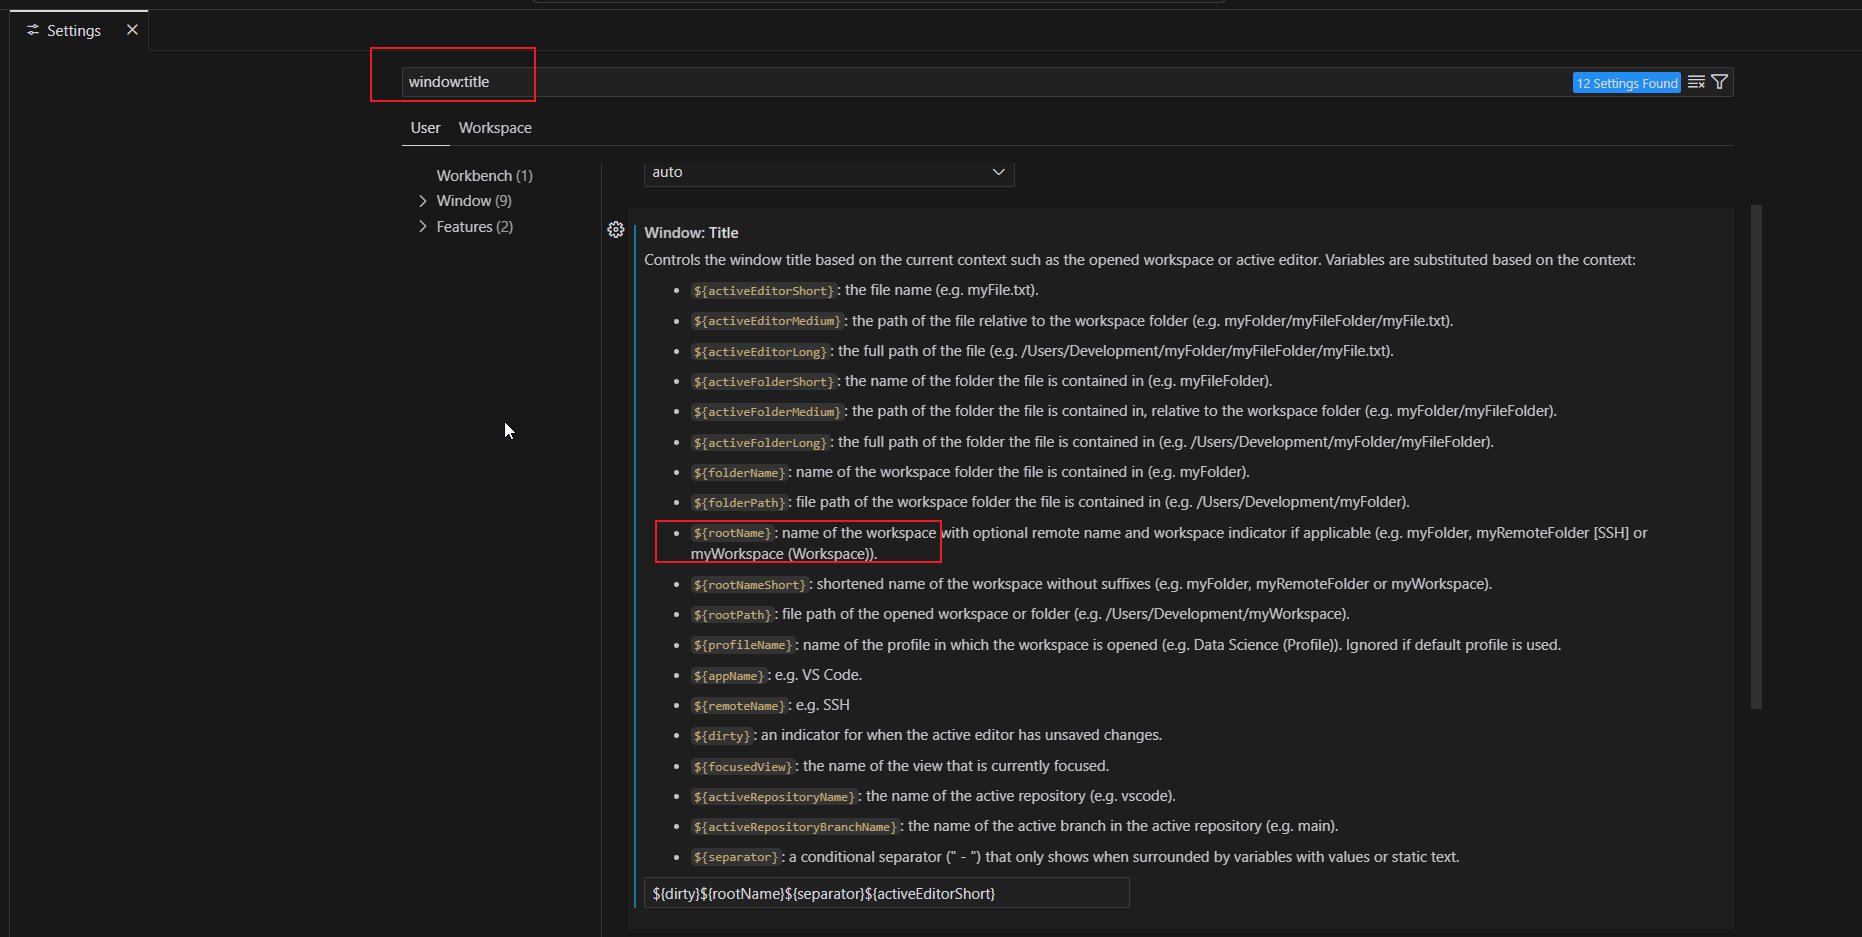 Settings
window:title
12 Settings Found
User Workspace
auto
Workbench (1)
Window (9)
Features (2)
Window: Title
Controls the window title based on the current context such as the opened workspace or active editor. Variables are substituted based on the context:
• ${activeEditorShort}: the file name (e.g. myFile.txt).
• ${activeEditorMedium}: the path of the file relative to the workspace folder (e.g. myFolder/myFileFolder/myFile.txt).
• ${activeEditorLong}: the full path of the file (e.g. /Users/Development/myFolder/myFileFolder/myFile.txt).
• ${activeFolderShort}: the name of the folder the file is contained in (e.g. myFileFolder).
• ${activeFolderMedium}: the path of the folder the file is contained in, relative to the workspace folder (e.g. myFolder/myFileFolder).
• ${activeFolderLong}: the full path of the folder the file is contained in (e.g. /Users/Development/myFolder/myFileFolder).
• ${folderName}: name of the workspace folder the file is contained in (e.g. myFolder).
• ${folderPath}: file path of the workspace folder the file is contained in (e.g. /Users/Development/myFolder).
• ${rootName}: name of the workspace with optional remote name and workspace indicator if applicable (e.g. myFolder, myRemoteFolder [SSH] or
myWorkspace (Workspace)).
• ${rootNameShort}: shortened name of the workspace without suffixes (e.g. myFolder, myRemoteFolder or myWorkspace).
• ${rootPath}: file path of the opened workspace or folder (e.g. /Users/Development/myWorkspace).
• ${profileName}: name of the profile in which the workspace is opened (e.g. Data Science (Profile)). Ignored if default profile is used.
• ${appName}: e.g. VS Code.
• ${remoteName}: e.g. SSH
• ${dirty}: an indicator for when the active editor has unsaved changes.
• ${focusedView}: the name of the view that is currently focused.
• ${activeRepositoryName}: the name of the active repository (e.g. vscode).
• ${activeRepositoryBranchName}: the name of the active branch in the active repository (e.g. main).
• ${separator}: a conditional separator (" - ") that only shows when surrounded by variables with values or static text.
${dirty}${rootName}${separator}${activeEditorShort}